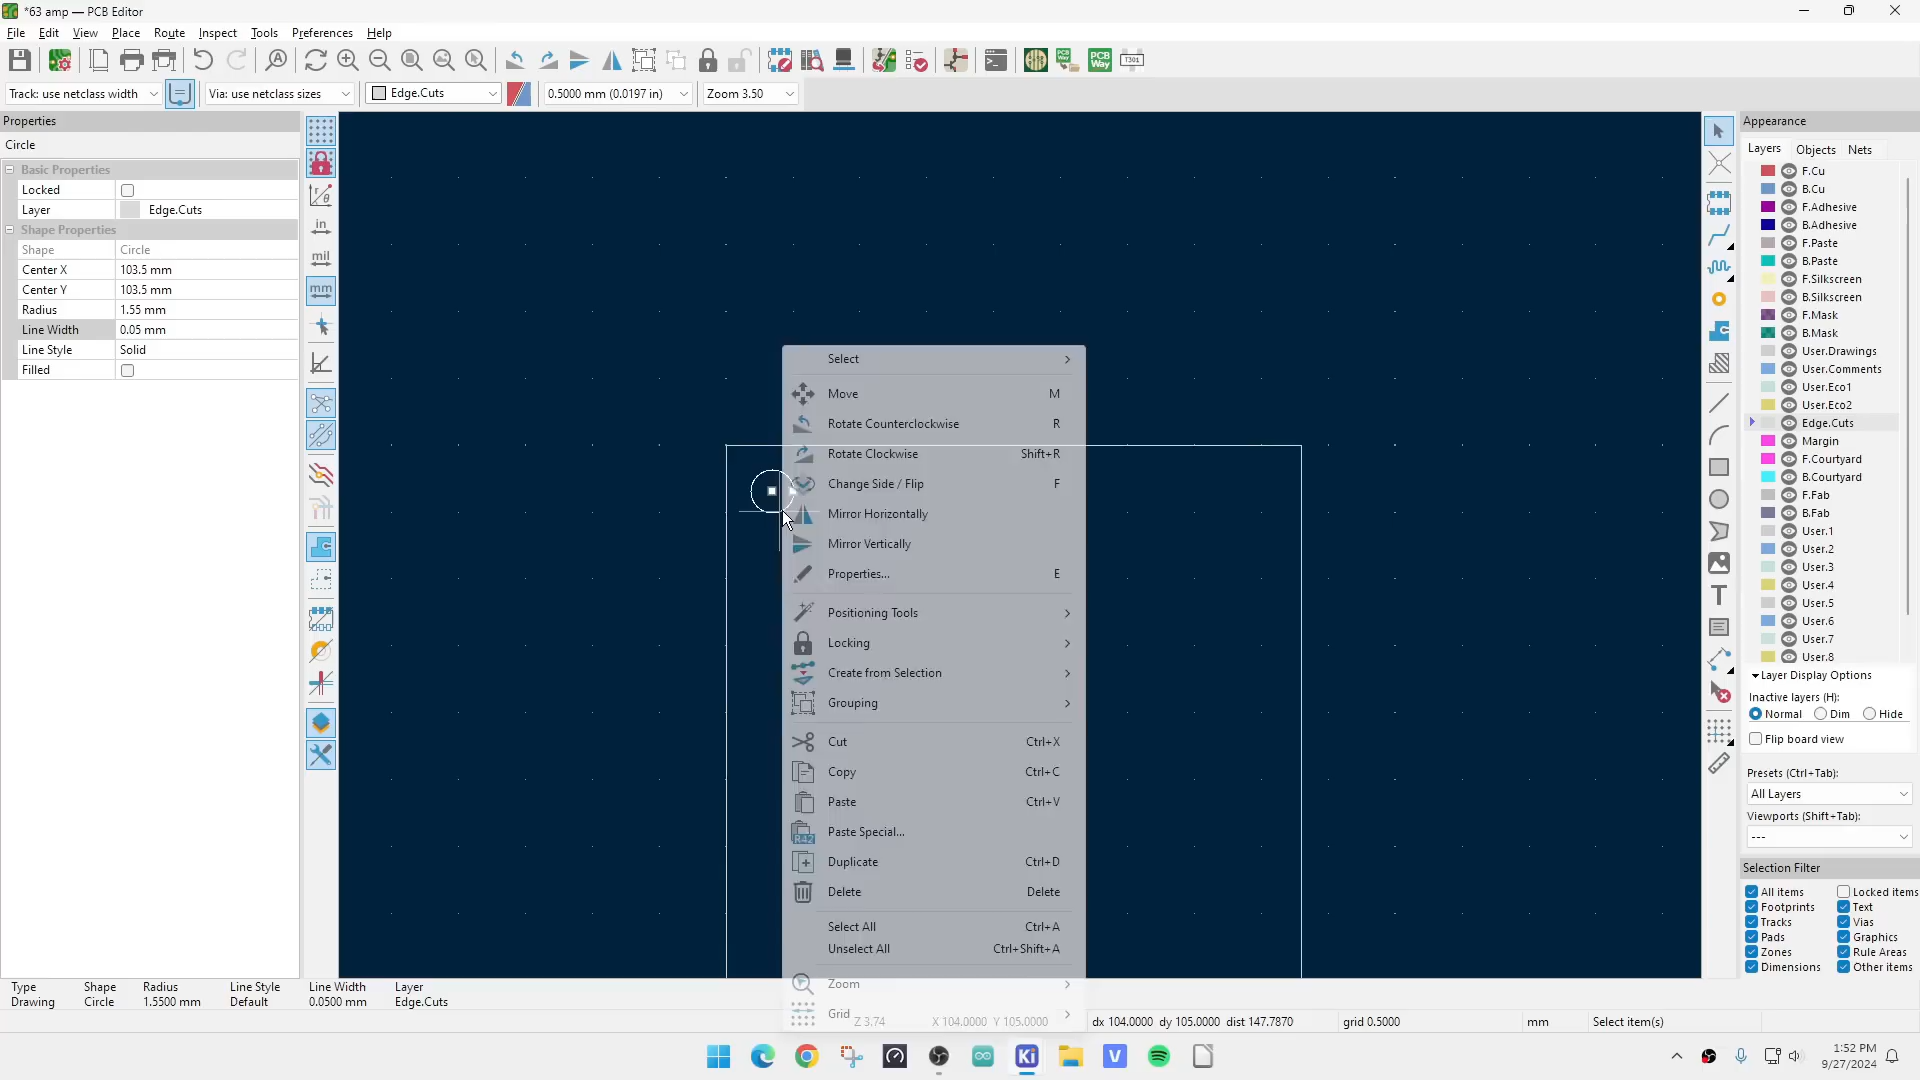 *63 amp — PCB Editor
File Edit View Place Route Inspect Tools Preferences Help
PCB Way PCB Way T301
Track: use netclass width Via: use netclass sizes Edge.Cuts 0.5000 mm (0.0197 in) Zoom 3.50
Properties
Circle
Basic Properties
Locked
Layer Edge.Cuts
Shape Properties
Shape Circle
Center X 103.5 mm
Center Y 103.5 mm
Radius 1.55 mm
Line Width 0.05 mm
Line Style Solid
Filled
in
mil
mm
Select
Move M
Rotate Counterclockwise R
Rotate Clockwise Shift+R
Change Side / Flip F
Mirror Horizontally
Mirror Vertically
Properties... E
Positioning Tools
Locking
Create from Selection
Grouping
Cut Ctrl+X
Copy Ctrl+C
Paste Ctrl+V
Paste Special...
Duplicate Ctrl+D
Delete Delete
Select All Ctrl+A
Unselect All Ctrl+Shift+A
Zoom
Grid
Appearance
Layers Objects Nets
F.Cu
B.Cu
F.Adhesive
B.Adhesive
F.Paste
B.Paste
F.Silkscreen
B.Silkscreen
F.Mask
B.Mask
User.Drawings
User.Comments
User.Eco1
User.Eco2
Edge.Cuts
Margin
F.Courtyard
B.Courtyard
F.Fab
B.Fab
User.1
User.2
User.3
User.4
User.5
User.6
User.7
User.8
Layer Display Options
Inactive layers (H):
Normal Dim Hide
Flip board view
Presets (Ctrl+Tab):
All Layers
Viewports (Shift+Tab):
---
Selection Filter
All items Locked items
Footprints Text
Tracks Vias
Pads Graphics
Zones Rule Areas
Dimensions Other items
Type Shape Radius Line Style Line Width Layer
Drawing Circle 1.5500 mm Default 0.0500 mm Edge.Cuts
Z 3.74 X 104.0000 Y 105.0000 dx 104.0000 dy 105.0000 dist 147.7870 grid 0.5000 mm Select item(s)
Ki V
1:52 PM
9/27/2024